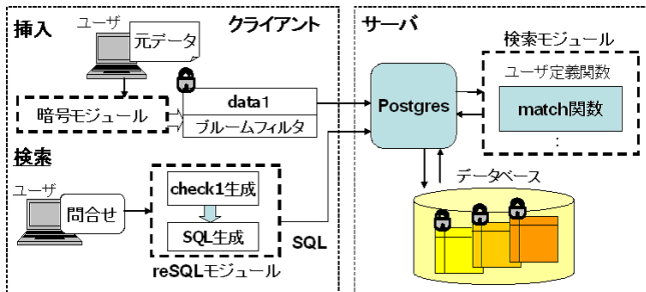 挿入
ユーザ
元データ
クライアント
暗号モジュール
data1
ブルームフィルタ
検索
ユーザ
問合せ
check1生成
SQL生成
reSQLモジュール
SQL
サーバ
Postgres
検索モジュール
ユーザ定義関数
match関数
:
データベース